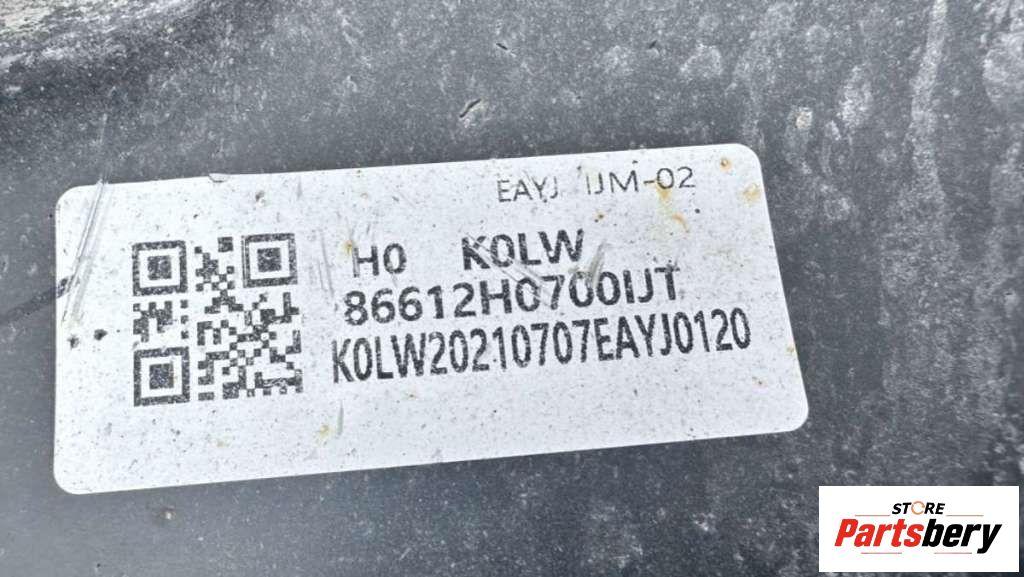 EAYJ IJM-02
H0 K0LW
86612H0700IJT
K0LW20210707EAYJ0120
STORE
Partsbery